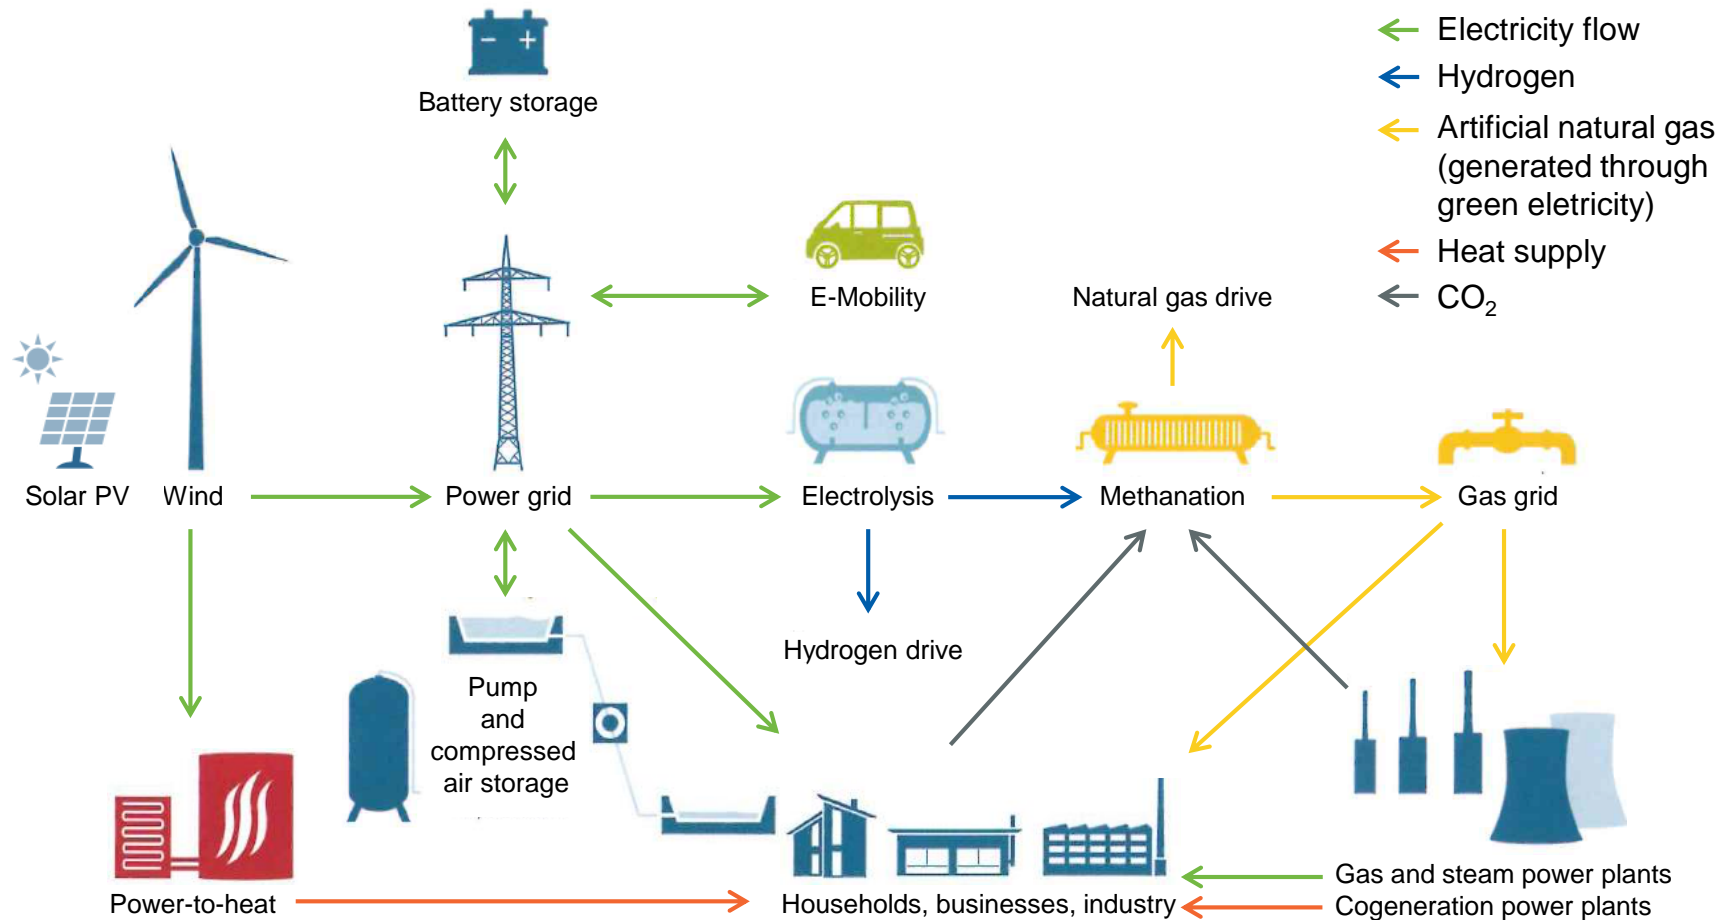 Battery storage
Electricity flow
Hydrogen
Artificial natural gas
(generated through
green eletricity)
Heat supply
CO₂
E-Mobility
Natural gas drive
Solar PV
Wind
Power grid
Electrolysis
Methanation
Gas grid
Hydrogen drive
Pump
and
compressed
air storage
Power-to-heat
Households, businesses, industry
Gas and steam power plants
Cogeneration power plants